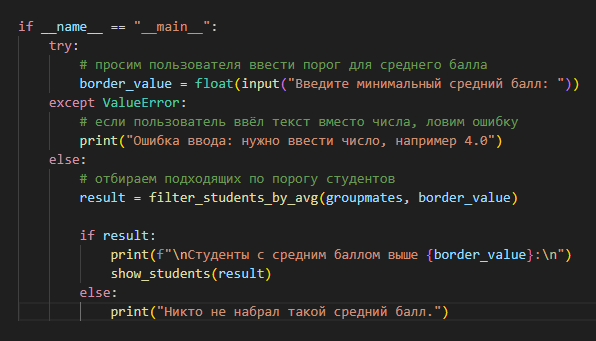 if __name__ == "__main__":
    try:
        # просим пользователя ввести порог для среднего балла
        border_value = float(input("Введите минимальный средний балл: "))
    except ValueError:
        # если пользователь ввёл текст вместо числа, ловим ошибку
        print("Ошибка ввода: нужно ввести число, например 4.0")
    else:
        # отбираем подходящих по порогу студентов
        result = filter_students_by_avg(groupmates, border_value)

        if result:
            print(f"\nСтуденты с средним баллом выше {border_value}:\n")
            show_students(result)
        else:
            print("Никто не набрал такой средний балл.")